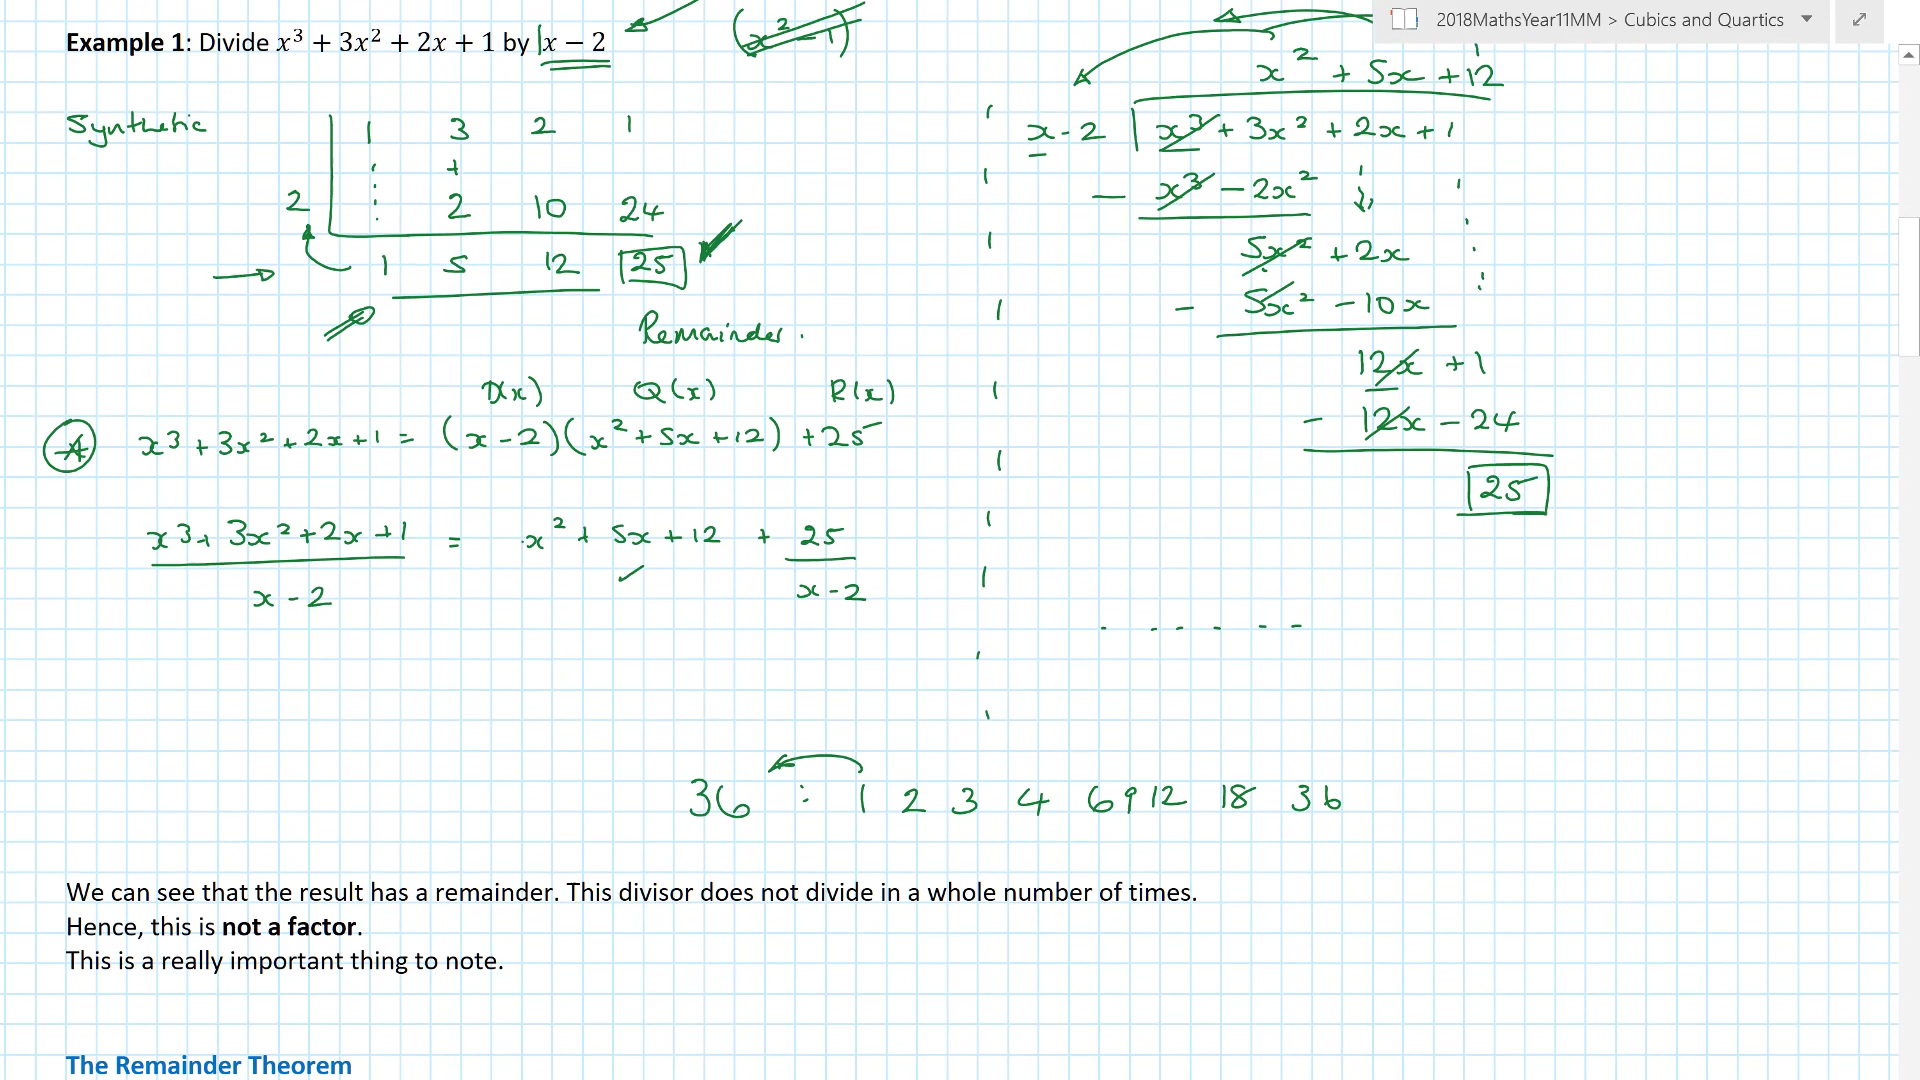 2018MathsYear11MM > Cubics and Quartics
Example 1: Divide x³ + 3x² + 2x + 1 by x − 2
(x² − 1)
Synthetic
1 3 2 1
+
2 2 10 24
1 5 12 25
Remainder.
D(x) Q(x) R(x)
x³ + 3x² + 2x + 1 = (x − 2)(x² + 5x + 12) + 25
x³ + 3x² + 2x + 1 = x² + 5x + 12 + 25
x − 2 x − 2
x² + 5x + 12
x − 2 x³ + 3x² + 2x + 1
− x³ − 2x²
5x² + 2x
− 5x² − 10x
12x + 1
− 12x − 24
25
36 : 1 2 3 4 6 9 12 18 36
We can see that the result has a remainder. This divisor does not divide in a whole number of times.
Hence, this is not a factor.
This is a really important thing to note.
The Remainder Theorem